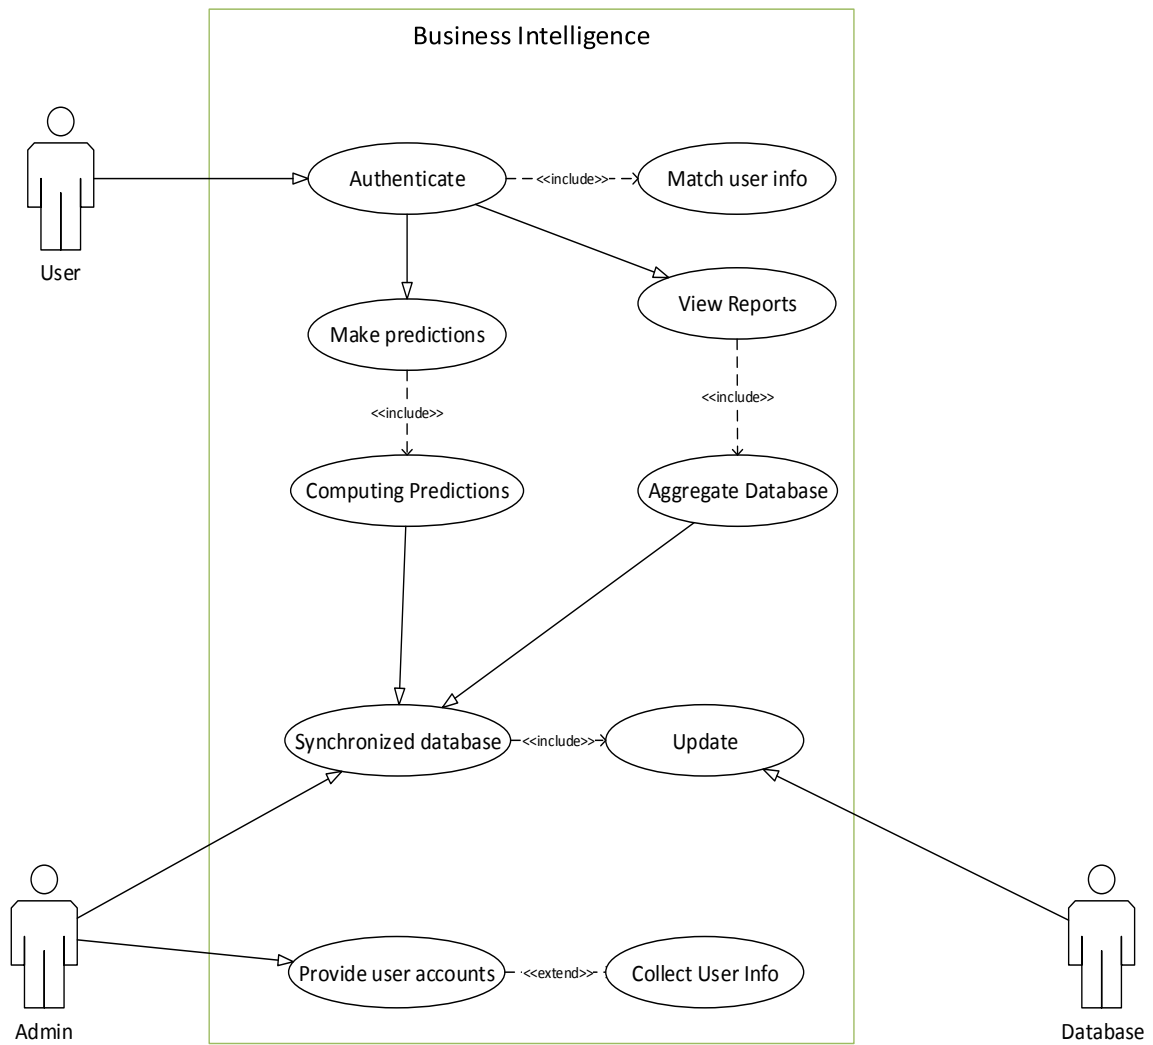 Business Intelligence
Authenticate
<<include>>
Match user info
User
View Reports
Make predictions
<<include>>
<<include>>
Computing Predictions
Aggregate Database
Synchronized database
<<include>>
Update
Provide user accounts
<<extend>>
Collect User Info
Admin
Database